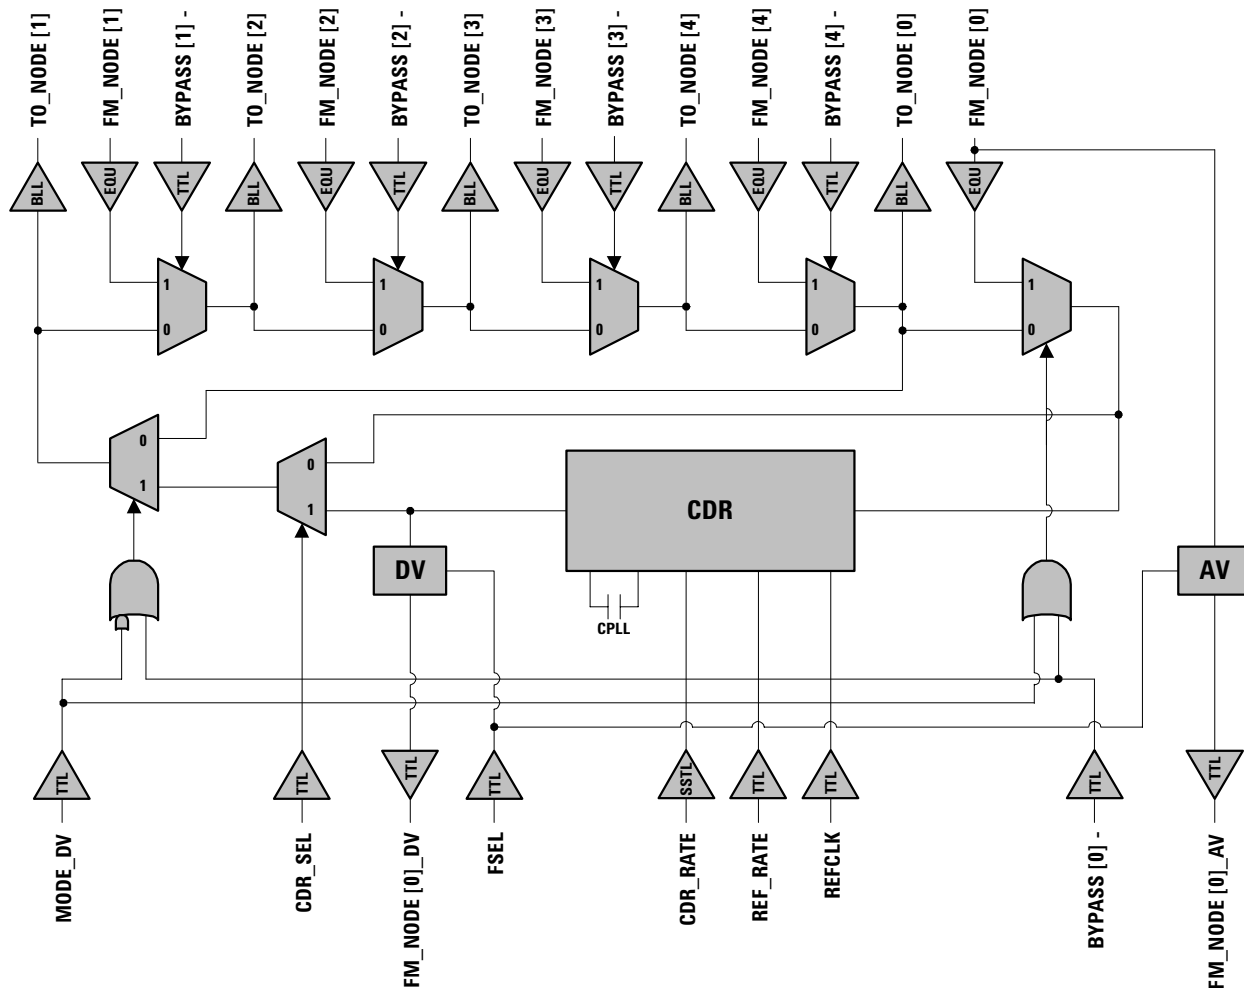 TO_NODE [1]
FM_NODE [1]
BYPASS [1] -
TO_NODE [2]
FM_NODE [2]
BYPASS [2] -
TO_NODE [3]
FM_NODE [3]
BYPASS [3] -
TO_NODE [4]
FM_NODE [4]
BYPASS [4] -
TO_NODE [0]
FM_NODE [0]
BLL
EQU
TTL
BLL
EQU
TTL
BLL
EQU
TTL
BLL
EQU
TTL
BLL
EQU
1
0
1
0
1
0
1
0
1
0
0
1
0
1
CDR
DV
AV
CPLL
TTL
TTL
TTL
TTL
SSTL
TTL
TTL
TTL
TTL
MODE_DV
CDR_SEL
FM_NODE [0]_DV
FSEL
CDR_RATE
REF_RATE
REFCLK
BYPASS [0] -
FM_NODE [0]_AV